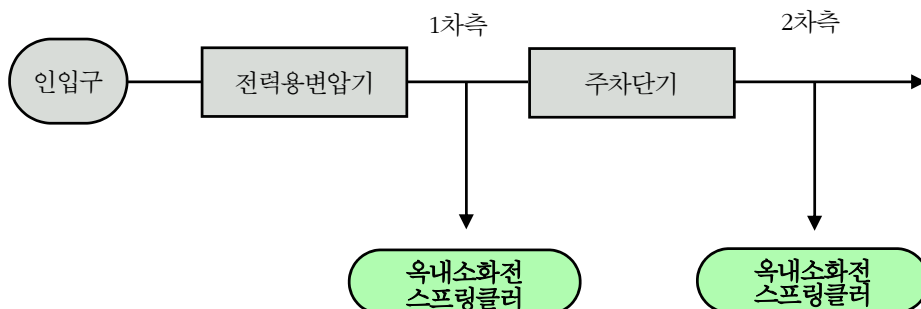 1차측
2차측
인입구
전력용변압기
주차단기
옥내소화전
스프링클러
옥내소화전
스프링클러